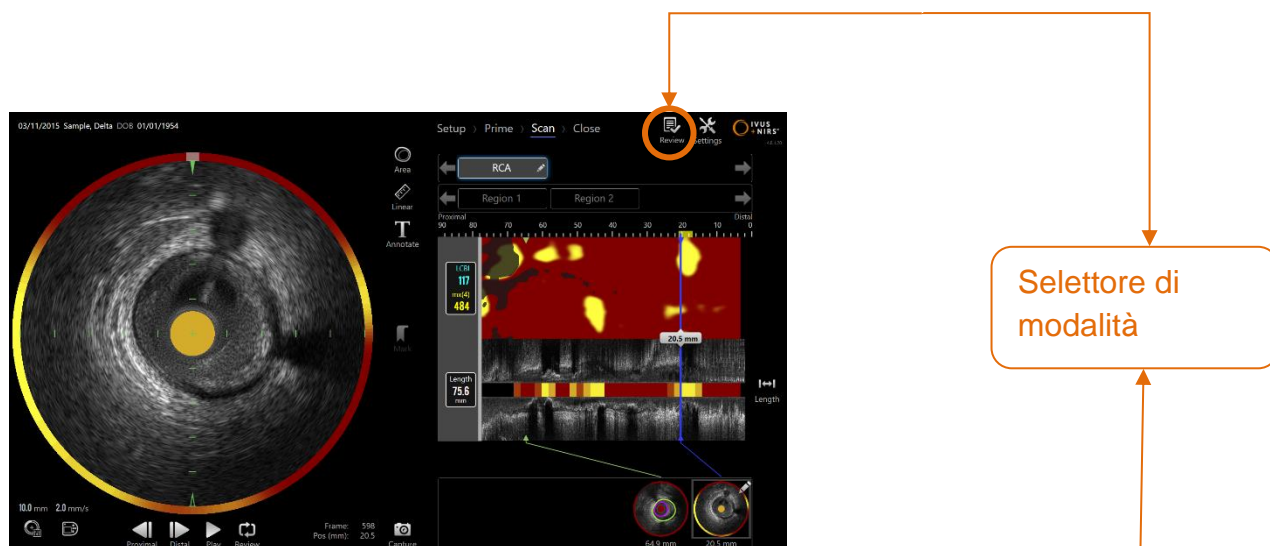 03/11/2015 Sample, Delta DOB 01/01/1954
Setup Prime Scan Close
Review
Settings
IVUS
+NIRS
Area
Linear
T
Annotate
Mark
RCA
Region 1 Region 2
Proximal Distal
90 80 70 60 50 40 30 20 10 0
LCBI
117
mx(4)
484
20.5 mm
Length
75.6
mm
Length
Selettore di
modalità
10.0 mm 2.0 mm/s
Proximal Distal Play Review
Frame: 598
Pos (mm): 20.5
Capture
64.9 mm 20.5 mm